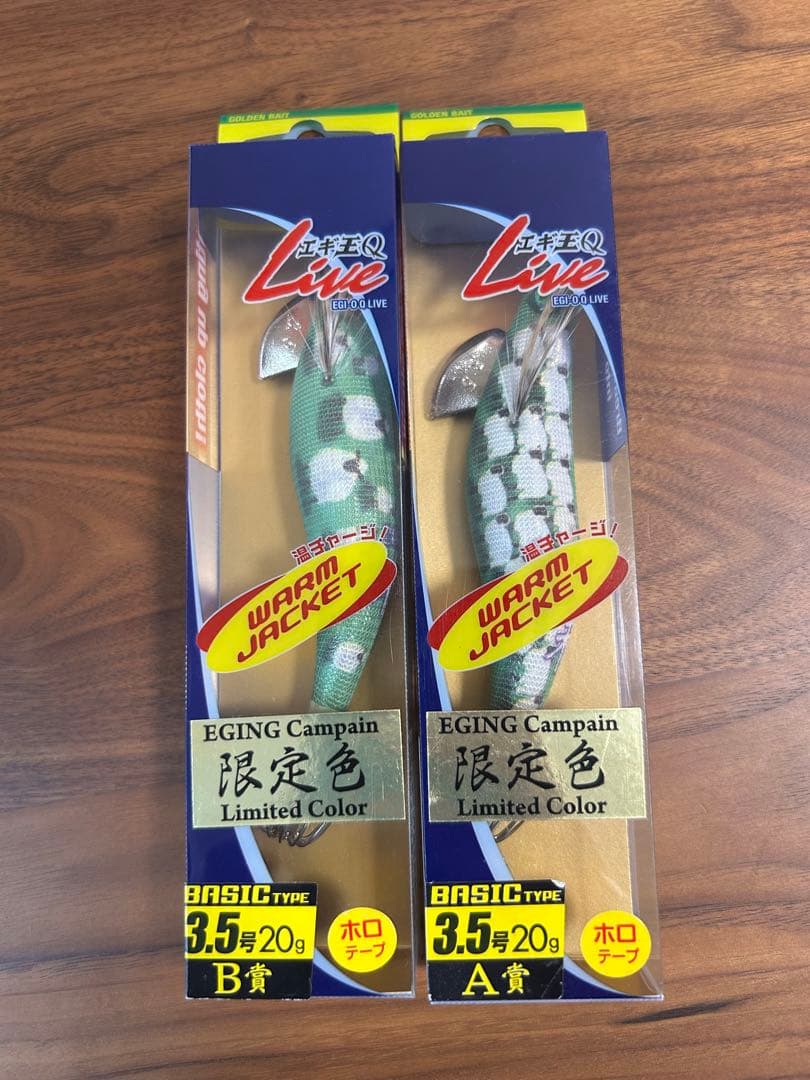 GOLDEN BAIT
エギ王Q
Live
EGI-O Q LIVE
温チャージ!
WARM
JACKET
EGING Campain
限定色
Limited Color
BASIC TYPE
3.5号20g
B賞
ホロ
テープ
GOLDEN BAIT
エギ王Q
Live
EGI-O Q LIVE
温チャージ!
WARM
JACKET
EGING Campain
限定色
Limited Color
BASIC TYPE
3.5号20g
A賞
ホロ
テープ